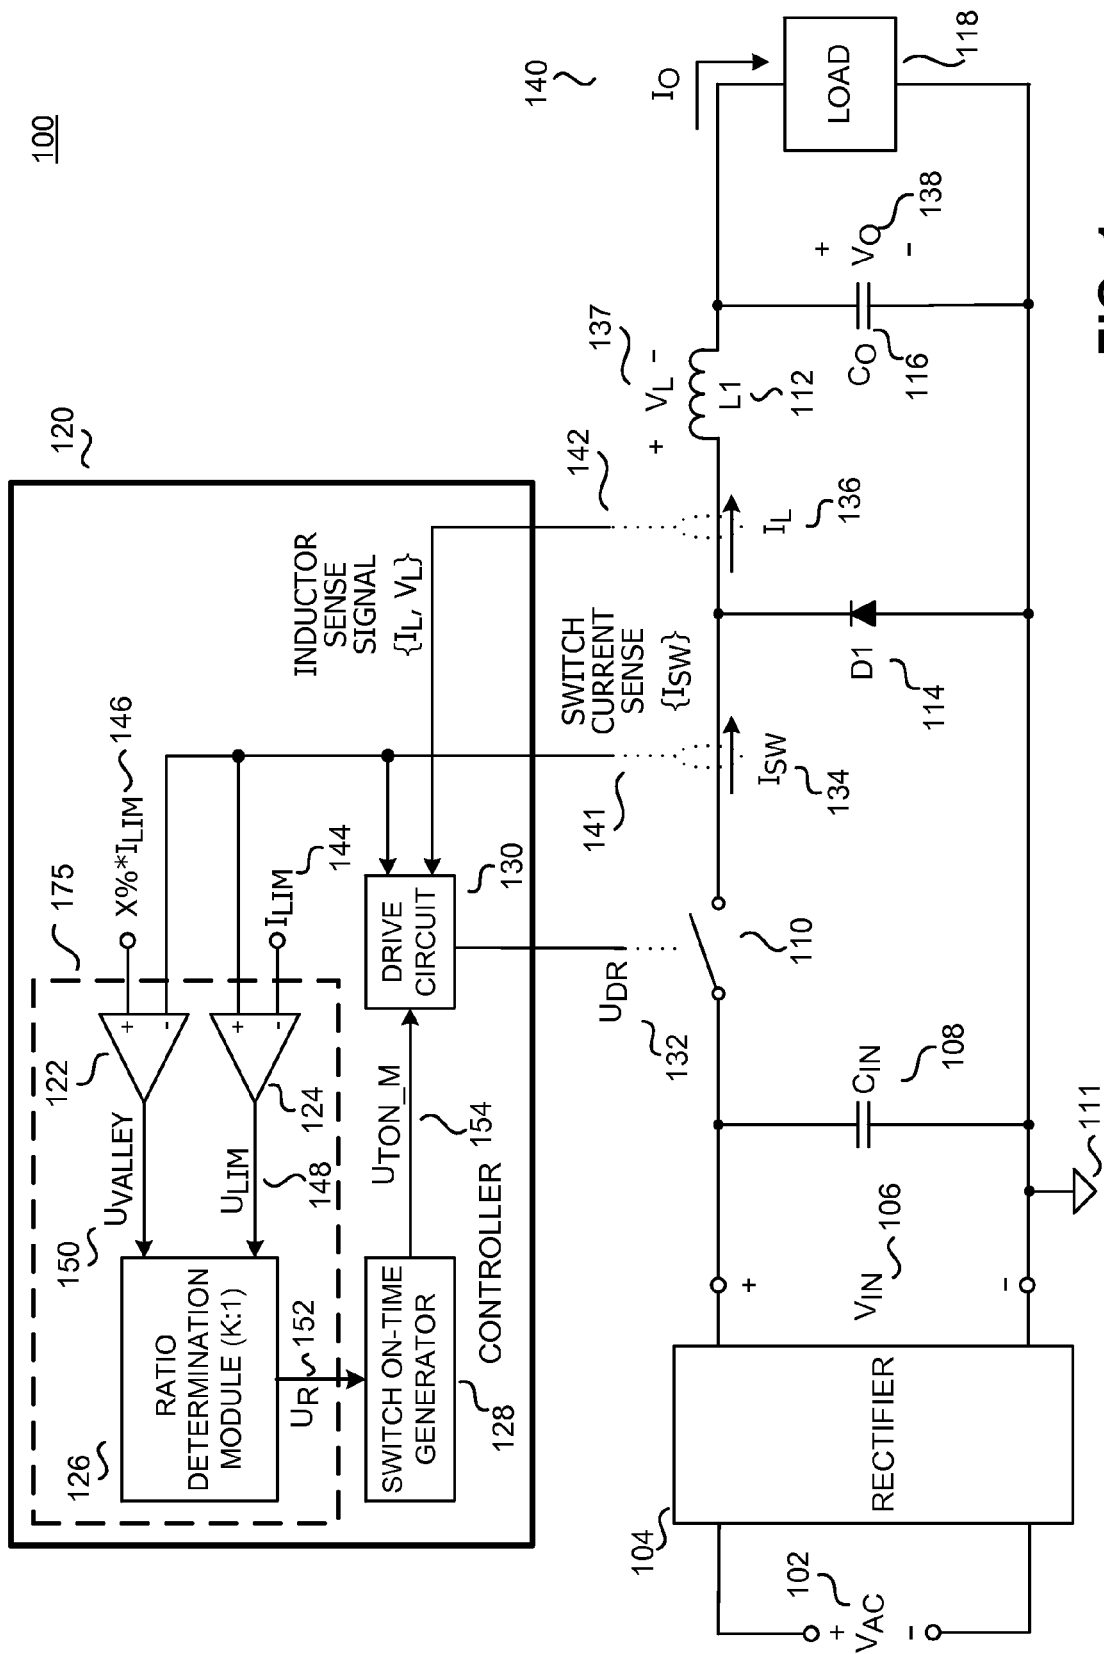 100
120
175
X%*ILIM
146
ILIM
144
122
+
-
+
-
124
150
UVALLEY
ULIM
148
126
RATIO
DETERMINATION
MODULE (K:1)
UR
152
SWITCH ON-TIME
GENERATOR
128
UTON_M
154
DRIVE
CIRCUIT
130
CONTROLLER
INDUCTOR
SENSE
SIGNAL
{IL, VL}
SWITCH
CURRENT
SENSE
{ISW}
141
142
UDR
132
140
137
+ VL -
L1
112
IO
LOAD
118
104
RECTIFIER
102
+
VAC
-
+
VIN
106
-
111
CIN
108
110
ISW
134
D1
114
IL
136
CO
116
+
VO
138
-